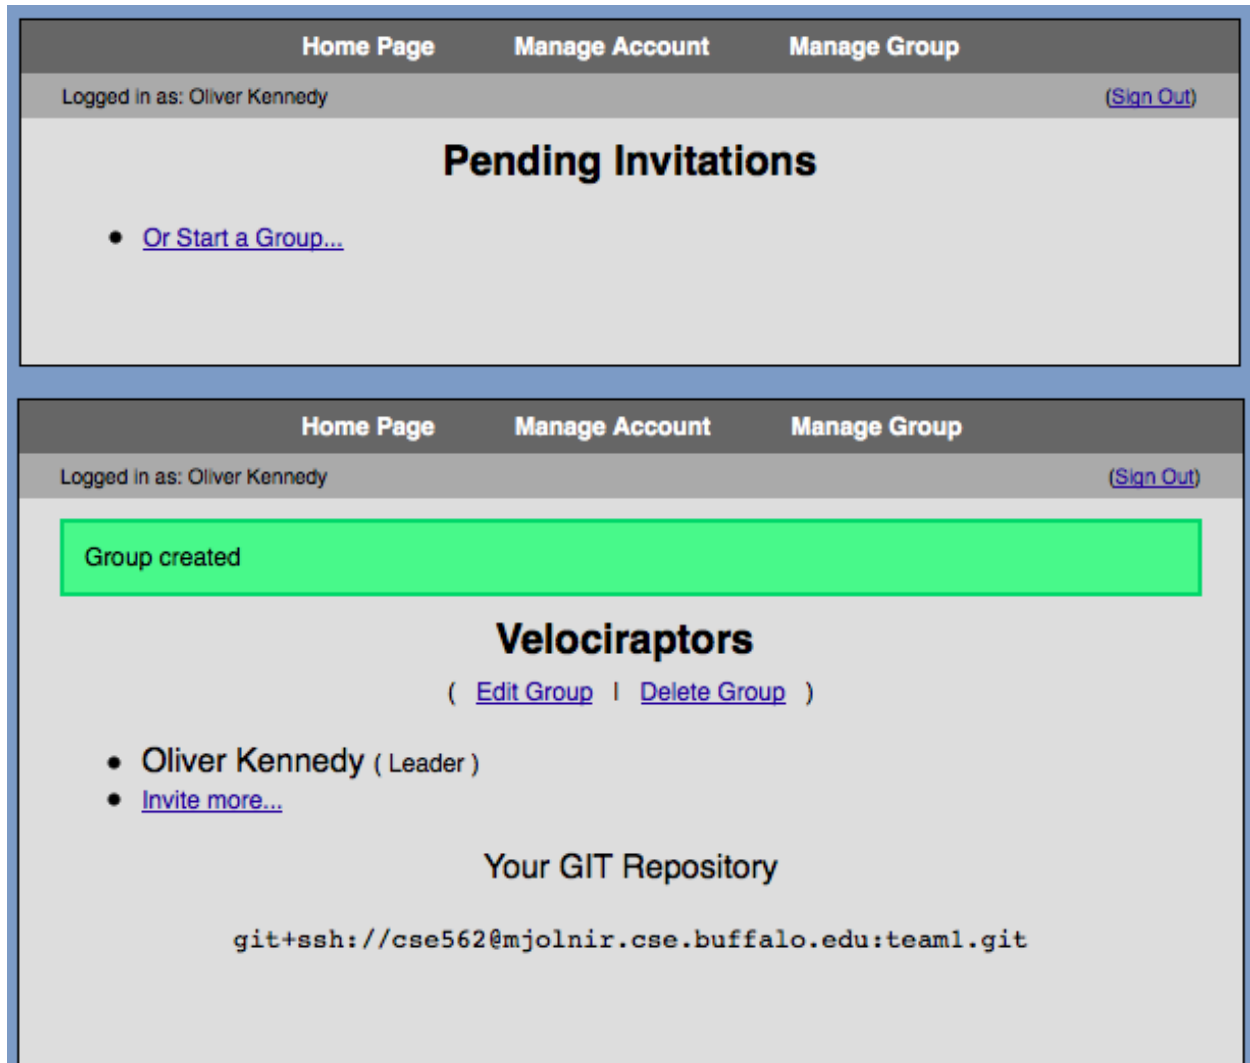 Home Page Manage Account Manage Group
Logged in as: Oliver Kennedy (Sign Out)
Pending Invitations
Or Start a Group...
Home Page Manage Account Manage Group
Logged in as: Oliver Kennedy (Sign Out)
Group created
Velociraptors
( Edit Group | Delete Group )
Oliver Kennedy ( Leader )
Invite more...
Your GIT Repository
git+ssh://cse562@mjolnir.cse.buffalo.edu:team1.git